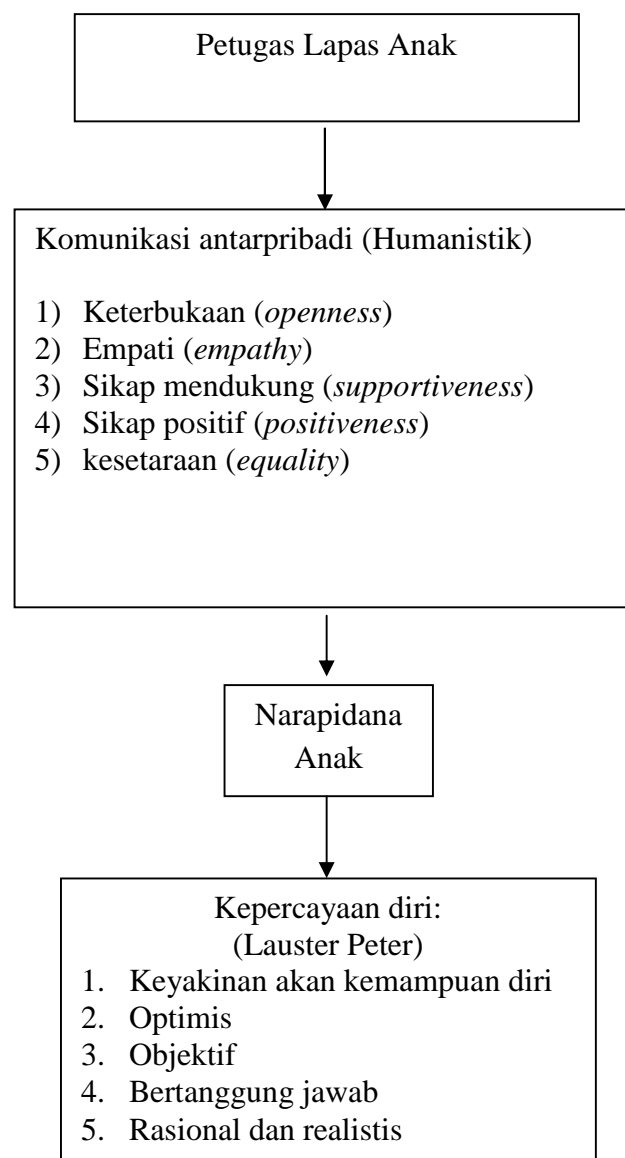 Petugas Lapas Anak
Komunikasi antarpribadi (Humanistik)
1) Keterbukaan (openness)
2) Empati (empathy)
3) Sikap mendukung (supportiveness)
4) Sikap positif (positiveness)
5) kesetaraan (equality)
Narapidana
Anak
Kepercayaan diri:
(Lauster Peter)
1. Keyakinan akan kemampuan diri
2. Optimis
3. Objektif
4. Bertanggung jawab
5. Rasional dan realistis